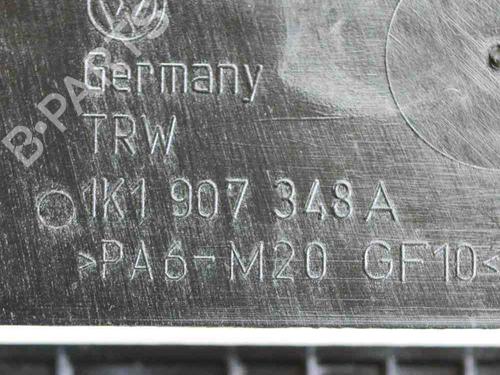 B-PARTS
Germany
TRW
1K1 907 348 A
>PA6-M20 GF10<